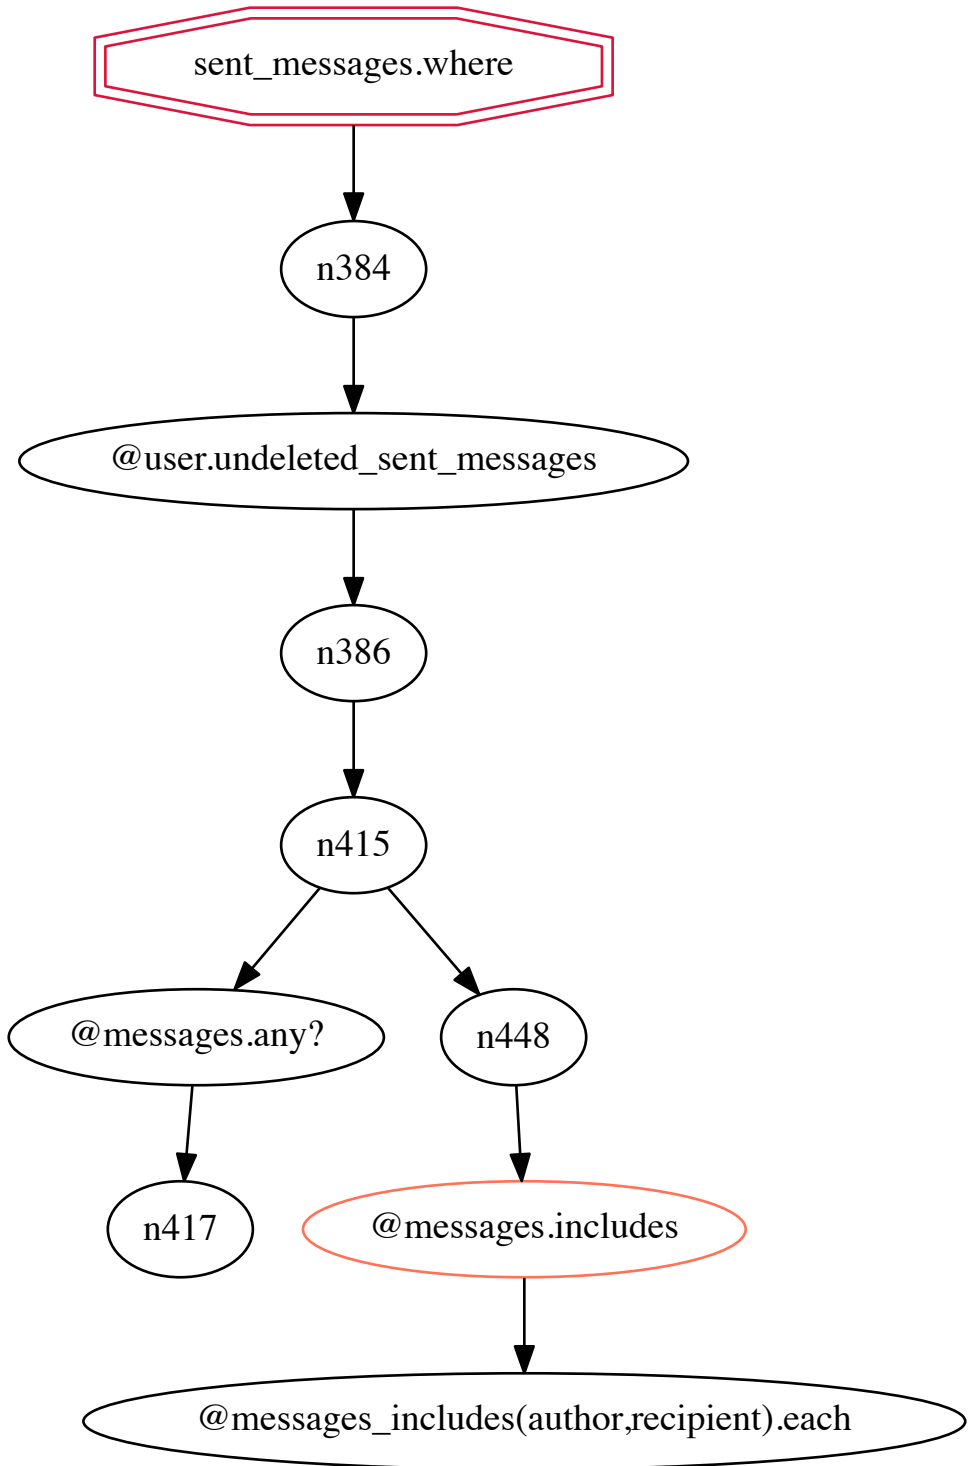 sent_messages.where
n384
@user.undeleted_sent_messages
n386
n415
@messages.any?
n448
n417
@messages.includes
@messages_includes(author,recipient).each